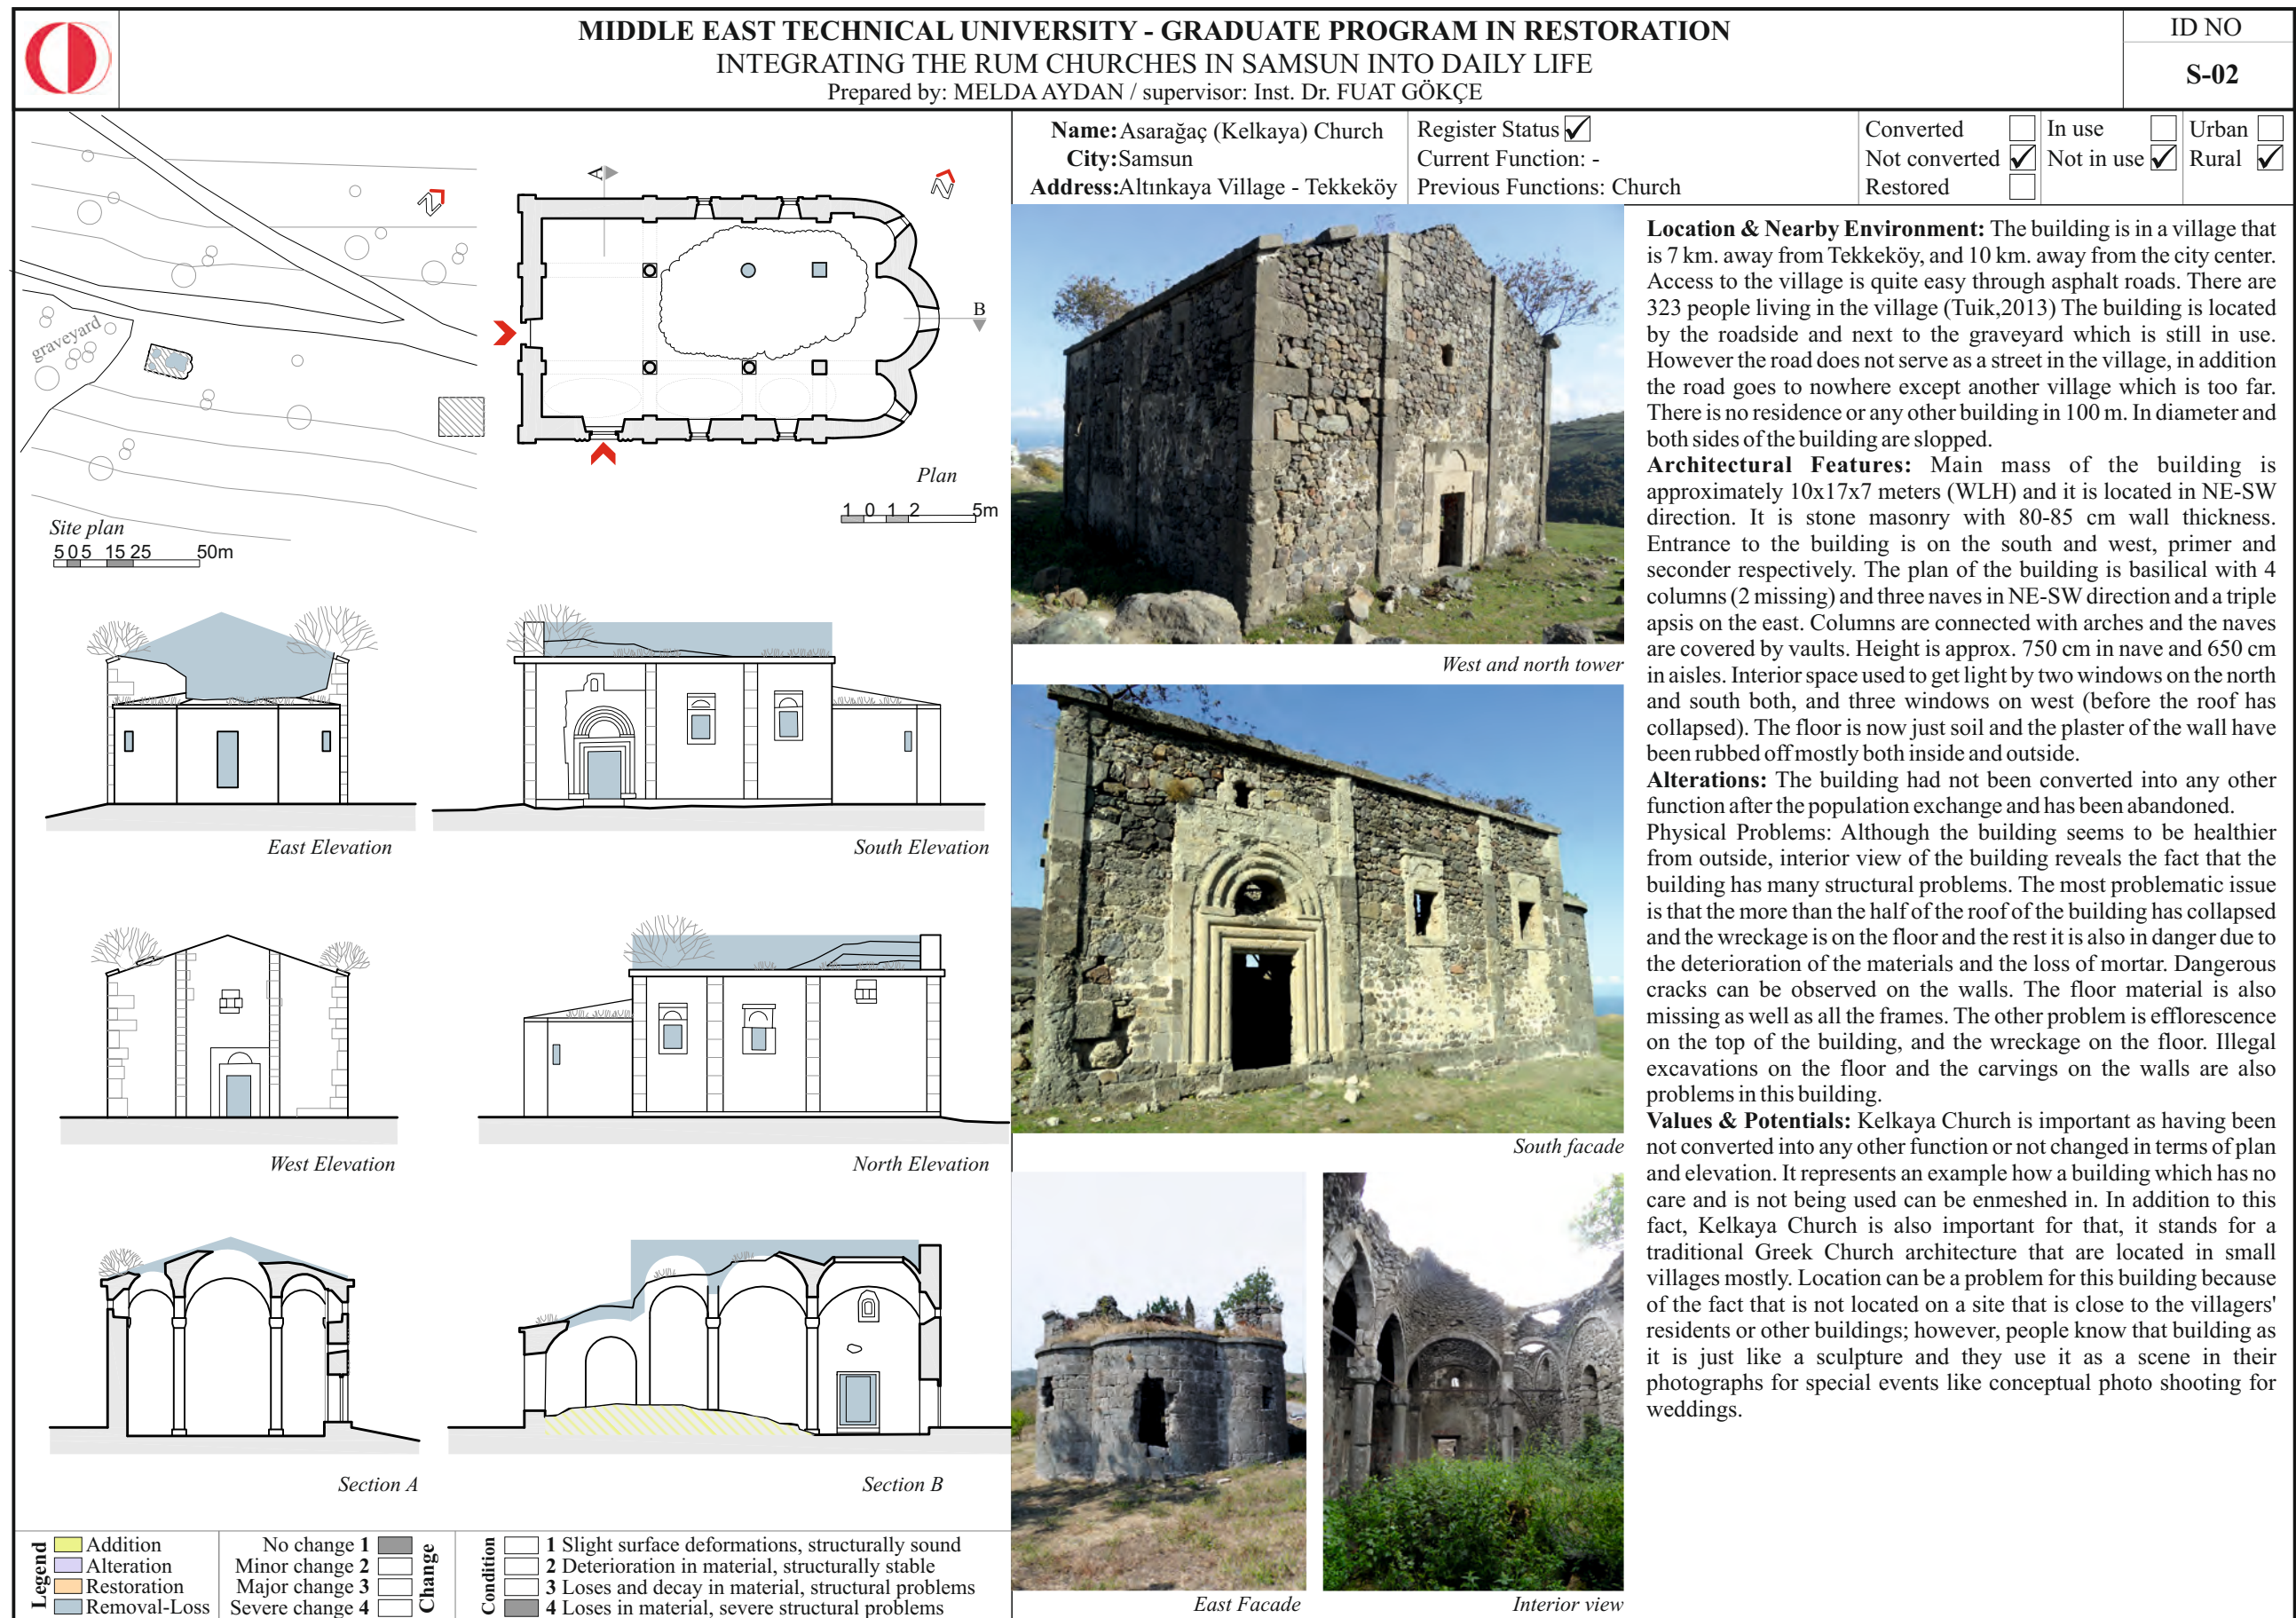 MIDDLE EAST TECHNICAL UNIVERSITY - GRADUATE PROGRAM IN RESTORATION
INTEGRATING THE RUM CHURCHES IN SAMSUN INTO DAILY LIFE
Prepared by: MELDA AYDAN / supervisor: Inst. Dr. FUAT GÖKÇE
ID NO
S-02
graveyard
N
Site plan
5 0 5 15 25 50m
A
N
B
Plan
1 0 1 2 5m
East Elevation
South Elevation
West Elevation
North Elevation
Section A
Section B
Legend
Addition
Alteration
Restoration
Removal-Loss
No change 1
Minor change 2
Major change 3
Severe change 4
Change
Condition
1 Slight surface deformations, structurally sound
2 Deterioration in material, structurally stable
3 Loses and decay in material, structural problems
4 Loses in material, severe structural problems
Name: Asarağaç (Kelkaya) Church
City: Samsun
Address: Altınkaya Village - Tekkeköy
Register Status ✓
Current Function: -
Previous Functions: Church
Converted
Not converted ✓
Restored
In use
Not in use ✓
Urban
Rural ✓
West and north tower
South facade
East Facade
Interior view
Location & Nearby Environment: The building is in a village that
is 7 km. away from Tekkeköy, and 10 km. away from the city center.
Access to the village is quite easy through asphalt roads. There are
323 people living in the village (Tuik,2013) The building is located
by the roadside and next to the graveyard which is still in use.
However the road does not serve as a street in the village, in addition
the road goes to nowhere except another village which is too far.
There is no residence or any other building in 100 m. In diameter and
both sides of the building are slopped.
Architectural Features: Main mass of the building is
approximately 10x17x7 meters (WLH) and it is located in NE-SW
direction. It is stone masonry with 80-85 cm wall thickness.
Entrance to the building is on the south and west, primer and
seconder respectively. The plan of the building is basilical with 4
columns (2 missing) and three naves in NE-SW direction and a triple
apsis on the east. Columns are connected with arches and the naves
are covered by vaults. Height is approx. 750 cm in nave and 650 cm
in aisles. Interior space used to get light by two windows on the north
and south both, and three windows on west (before the roof has
collapsed). The floor is now just soil and the plaster of the wall have
been rubbed off mostly both inside and outside.
Alterations: The building had not been converted into any other
function after the population exchange and has been abandoned.
Physical Problems: Although the building seems to be healthier
from outside, interior view of the building reveals the fact that the
building has many structural problems. The most problematic issue
is that the more than the half of the roof of the building has collapsed
and the wreckage is on the floor and the rest it is also in danger due to
the deterioration of the materials and the loss of mortar. Dangerous
cracks can be observed on the walls. The floor material is also
missing as well as all the frames. The other problem is efflorescence
on the top of the building, and the wreckage on the floor. Illegal
excavations on the floor and the carvings on the walls are also
problems in this building.
Values & Potentials: Kelkaya Church is important as having been
not converted into any other function or not changed in terms of plan
and elevation. It represents an example how a building which has no
care and is not being used can be enmeshed in. In addition to this
fact, Kelkaya Church is also important for that, it stands for a
traditional Greek Church architecture that are located in small
villages mostly. Location can be a problem for this building because
of the fact that is not located on a site that is close to the villagers'
residents or other buildings; however, people know that building as
it is just like a sculpture and they use it as a scene in their
photographs for special events like conceptual photo shooting for
weddings.